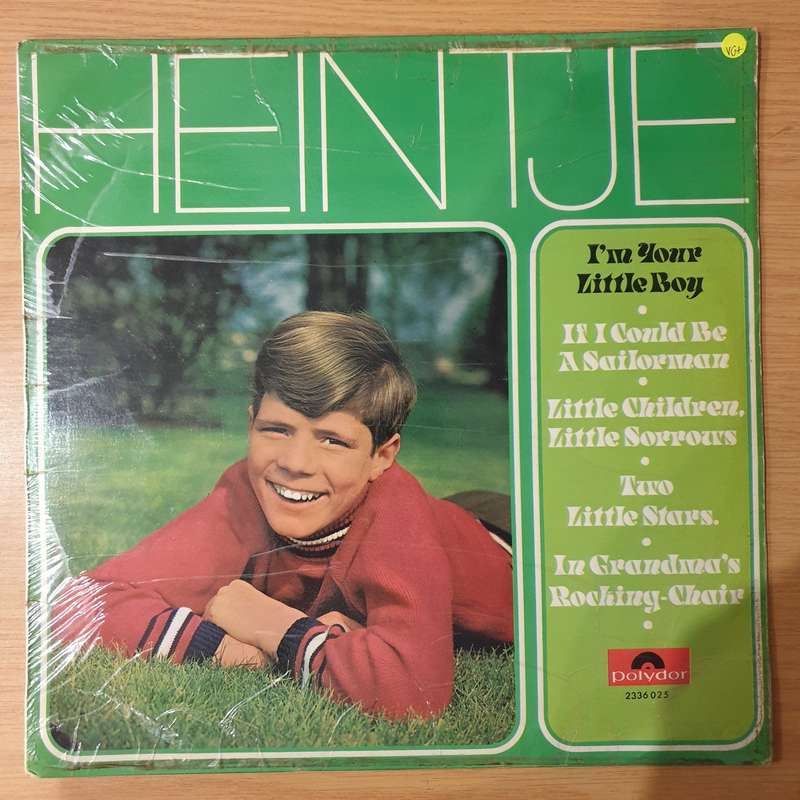 HEINTJE
VG+
I'm Your
Little Boy
If I Could Be
A Sailorman
Little Children,
Little Sorrows
Two
Little Stars.
In Grandma's
Rocking-Chair
Polydor
2336 025